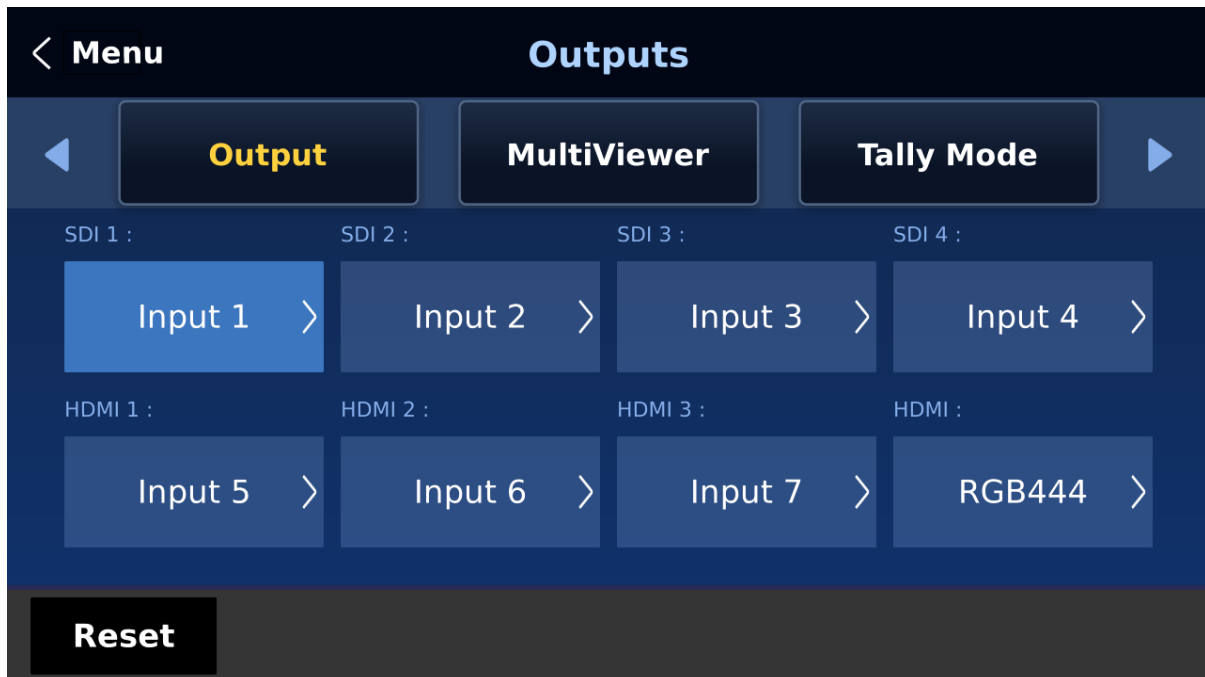 Menu
Outputs
Output
MultiViewer
Tally Mode
SDI 1 :
SDI 2 :
SDI 3 :
SDI 4 :
Input 1
Input 2
Input 3
Input 4
HDMI 1 :
HDMI 2 :
HDMI 3 :
HDMI :
Input 5
Input 6
Input 7
RGB444
Reset